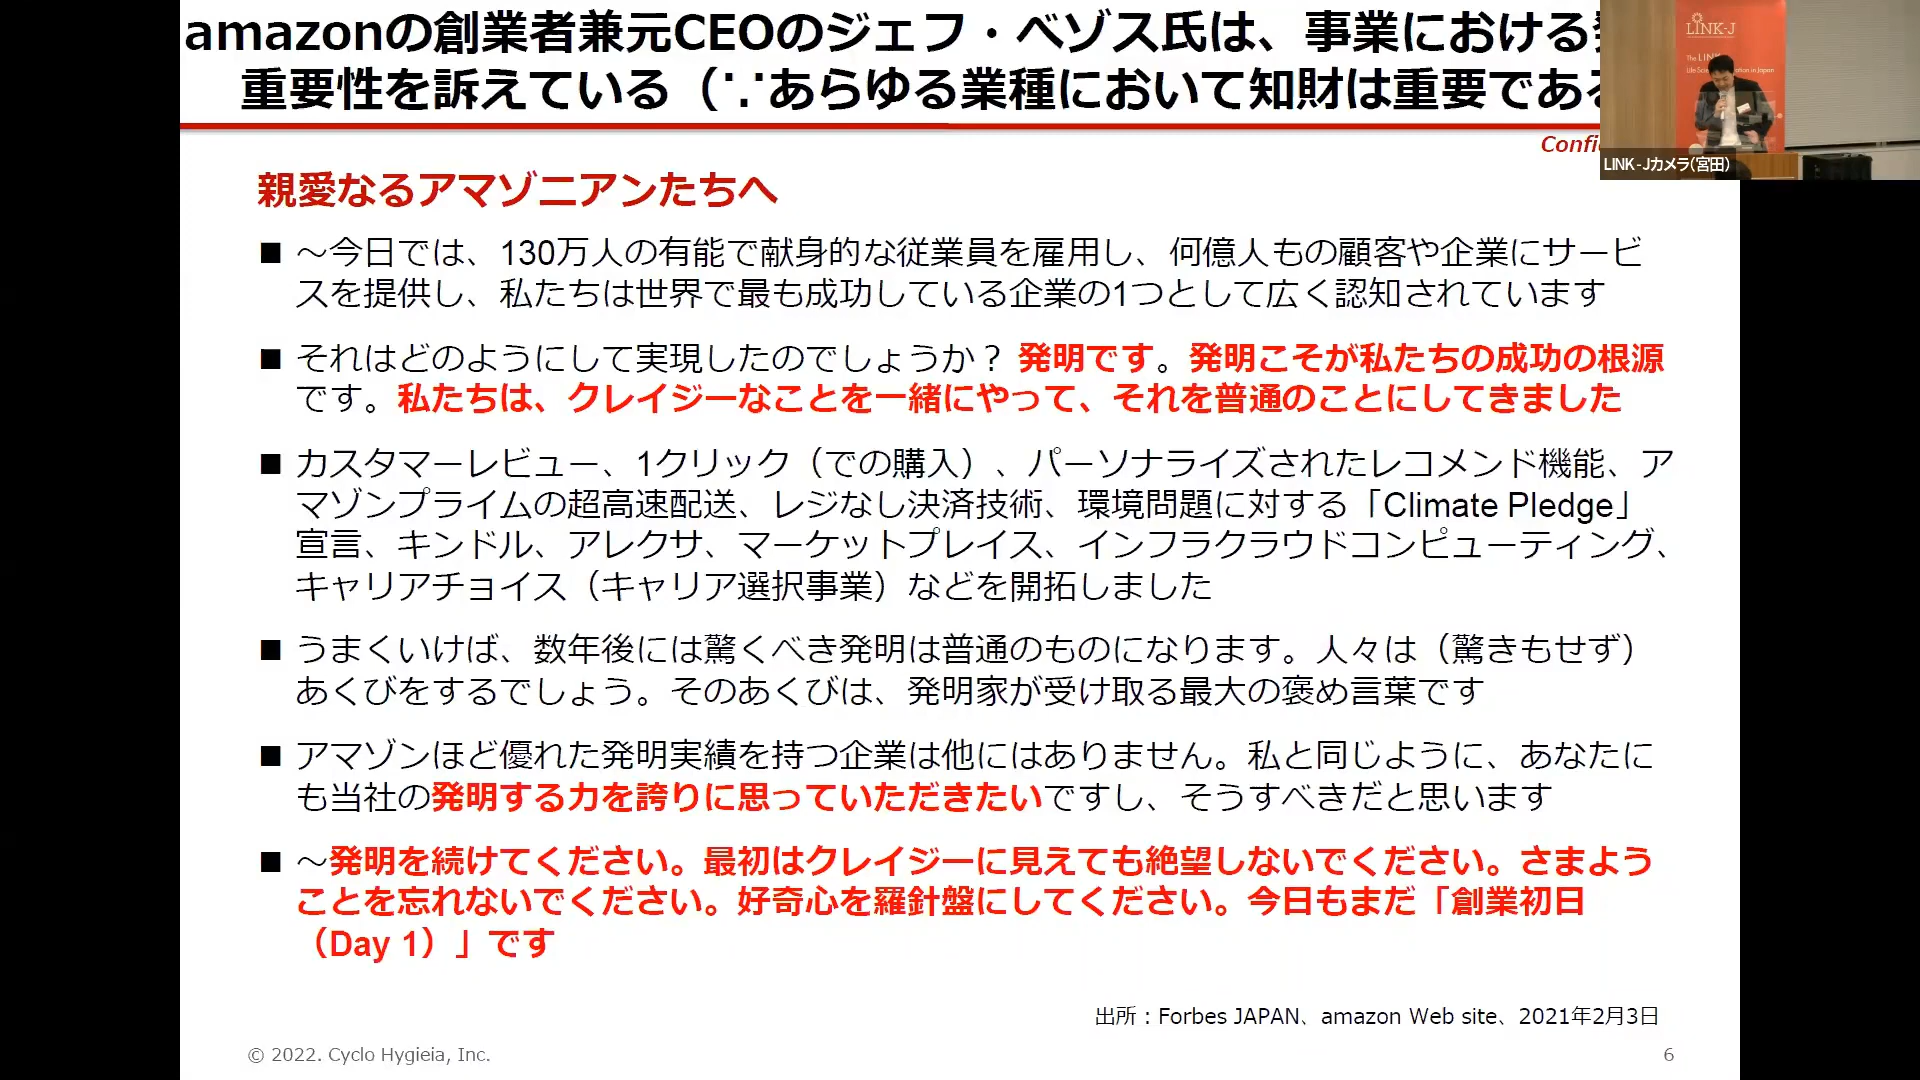 amazonの創業者兼元CEOのジェフ・ベゾス氏は、事業における
重要性を訴えている（∵あらゆる業種において知財は重要である
Confi
LINK-J
The LINK
LINK-Jカメラ(宮田)
親愛なるアマゾニアンたちへ
■ ～今日では、130万人の有能で献身的な従業員を雇用し、何億人もの顧客や企業にサービ
スを提供し、私たちは世界で最も成功している企業の1つとして広く認知されています
■ それはどのようにして実現したのでしょうか？ 発明です。発明こそが私たちの成功の根源
です。私たちは、クレイジーなことを一緒にやって、それを普通のことにしてきました
■ カスタマーレビュー、1クリック（での購入）、パーソナライズされたレコメンド機能、ア
マゾンプライムの超高速配送、レジなし決済技術、環境問題に対する「Climate Pledge」
宣言、キンドル、アレクサ、マーケットプレイス、インフラクラウドコンピューティング、
キャリアチョイス（キャリア選択事業）などを開拓しました
■ うまくいけば、数年後には驚くべき発明は普通のものになります。人々は（驚きもせず）
あくびをするでしょう。そのあくびは、発明家が受け取る最大の褒め言葉です
■ アマゾンほど優れた発明実績を持つ企業は他にはありません。私と同じように、あなたに
も当社の発明する力を誇りに思っていただきたいですし、そうすべきだと思います
■ ～発明を続けてください。最初はクレイジーに見えても絶望しないでください。さまよう
ことを忘れないでください。好奇心を羅針盤にしてください。今日もまだ「創業初日
（Day 1）」です
出所：Forbes JAPAN、amazon Web site、2021年2月3日
© 2022. Cyclo Hygieia, Inc.
6